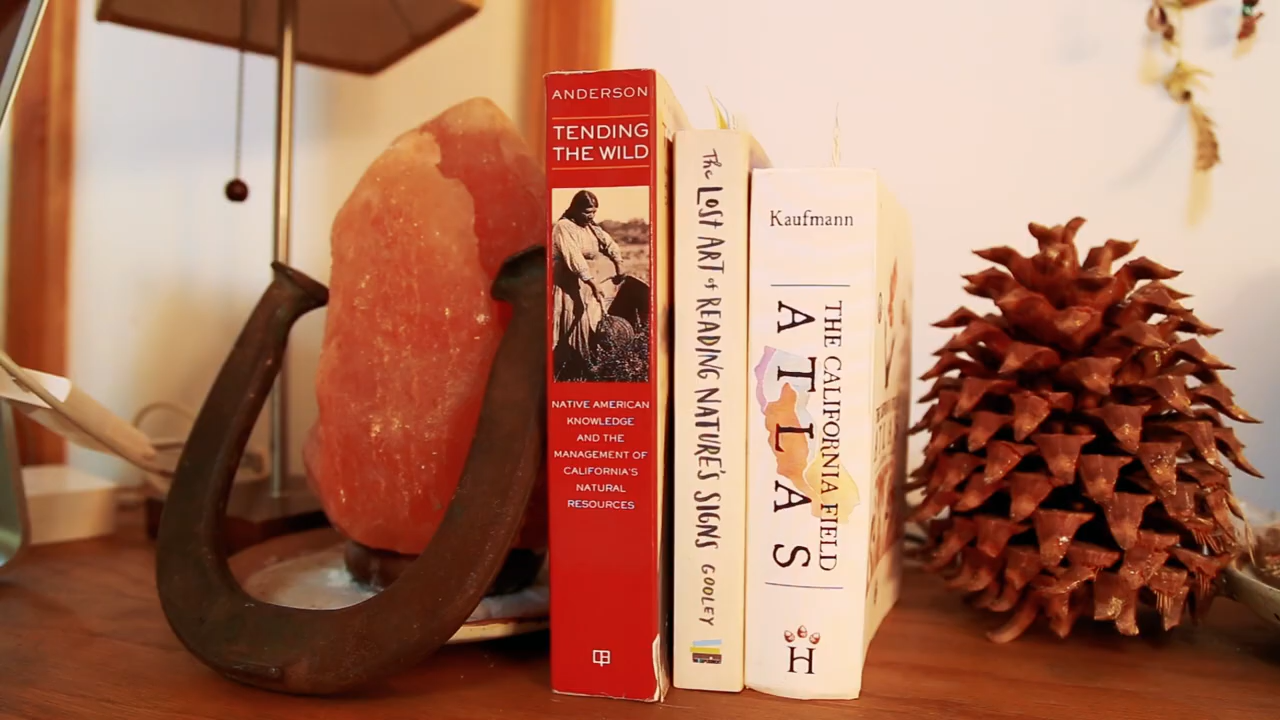 ANDERSON
TENDING
THE WILD
NATIVE AMERICAN
KNOWLEDGE
AND THE
MANAGEMENT OF
CALIFORNIA'S
NATURAL
RESOURCES
The LOST ART of READING NATURE'S SIGNS GOOLEY
Kaufmann
THE CALIFORNIA FIELD
ATLAS
H